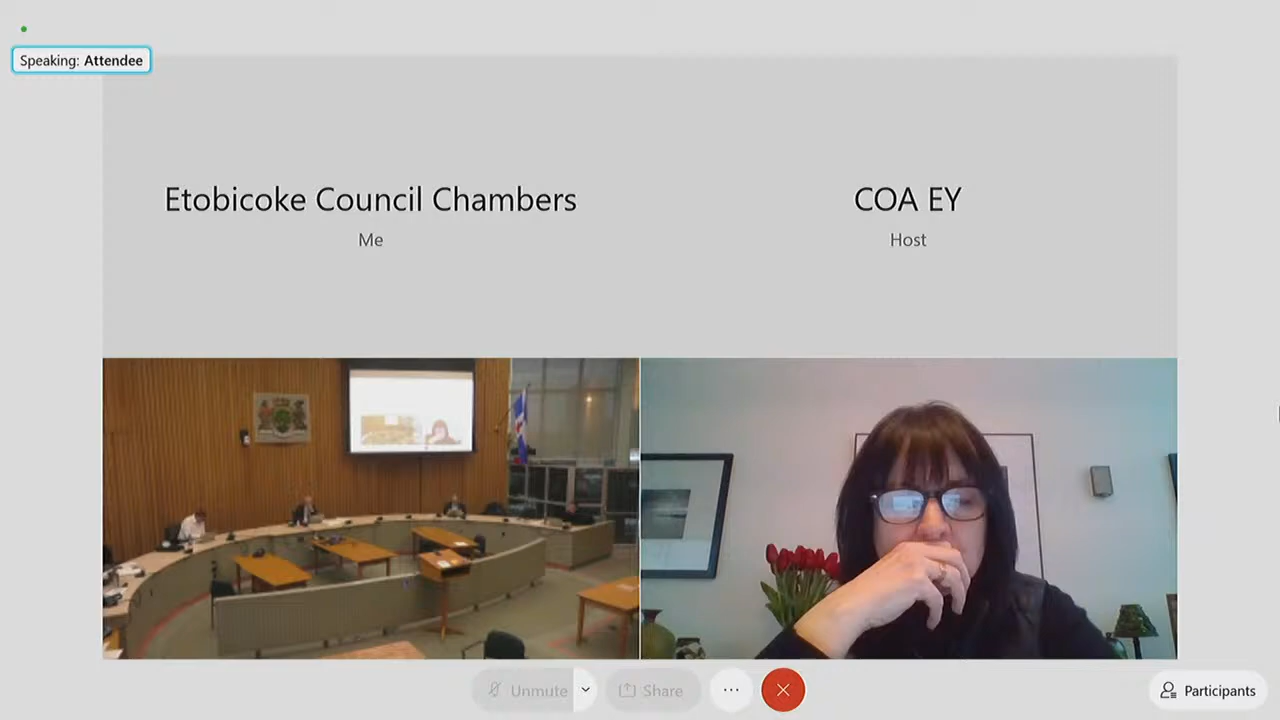 Speaking: Attendee
Etobicoke Council Chambers
Me
COA EY
Host
Unmute
Share
Participants